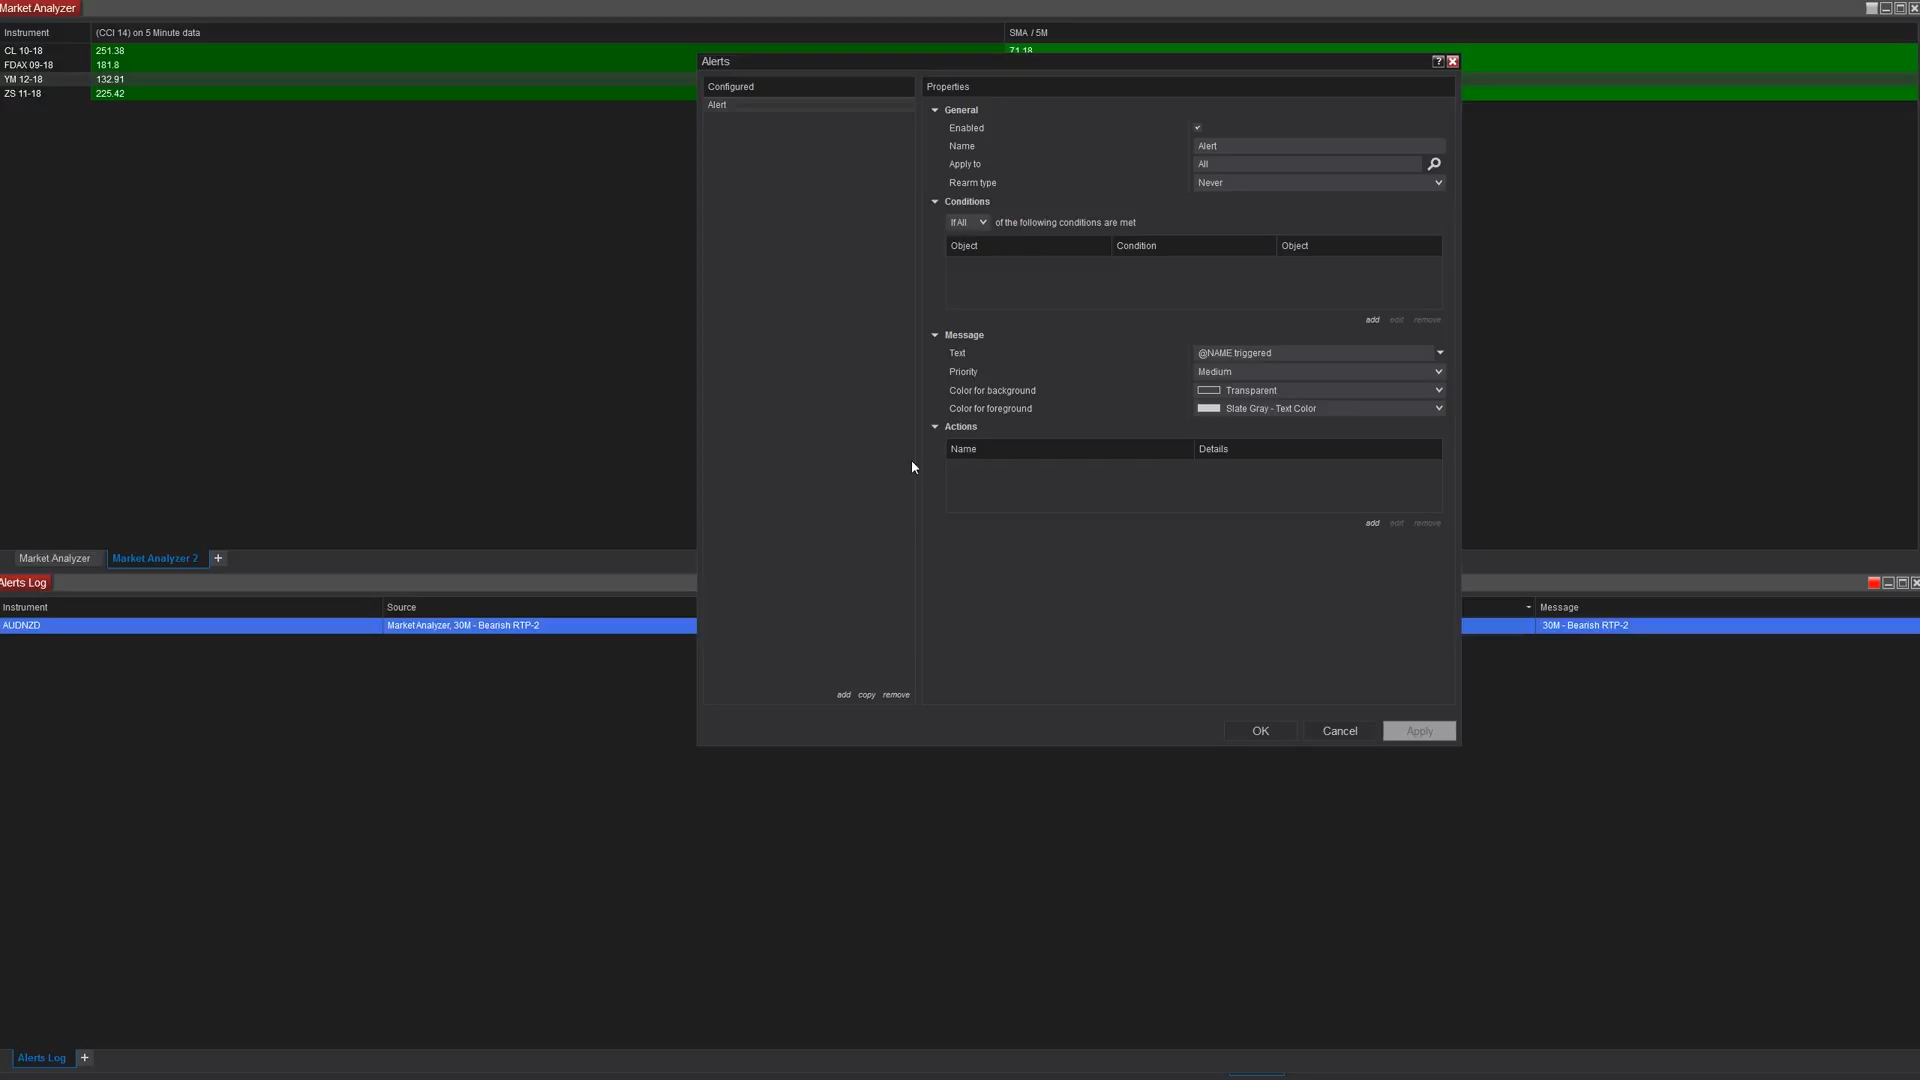 Market Analyzer
Instrument (CCI 14) on 5 Minute data SMA / 5M
CL 10-18 251.38 71.18
FDAX 09-18 181.8
YM 12-18 132.91
ZS 11-18 225.42
Alerts ?
Configured
Alert
add copy remove
Properties
General
Enabled
Name Alert
Apply to All
Rearm type Never
Conditions
If All of the following conditions are met
Object Condition Object
add edit remove
Message
Text @NAME triggered
Priority Medium
Color for background Transparent
Color for foreground Slate Gray - Text Color
Actions
Name Details
add edit remove
OK Cancel Apply
Market Analyzer Market Analyzer 2 +
Alerts Log
Instrument Source Message
AUDNZD Market Analyzer, 30M - Bearish RTP-2 30M - Bearish RTP-2
Alerts Log +